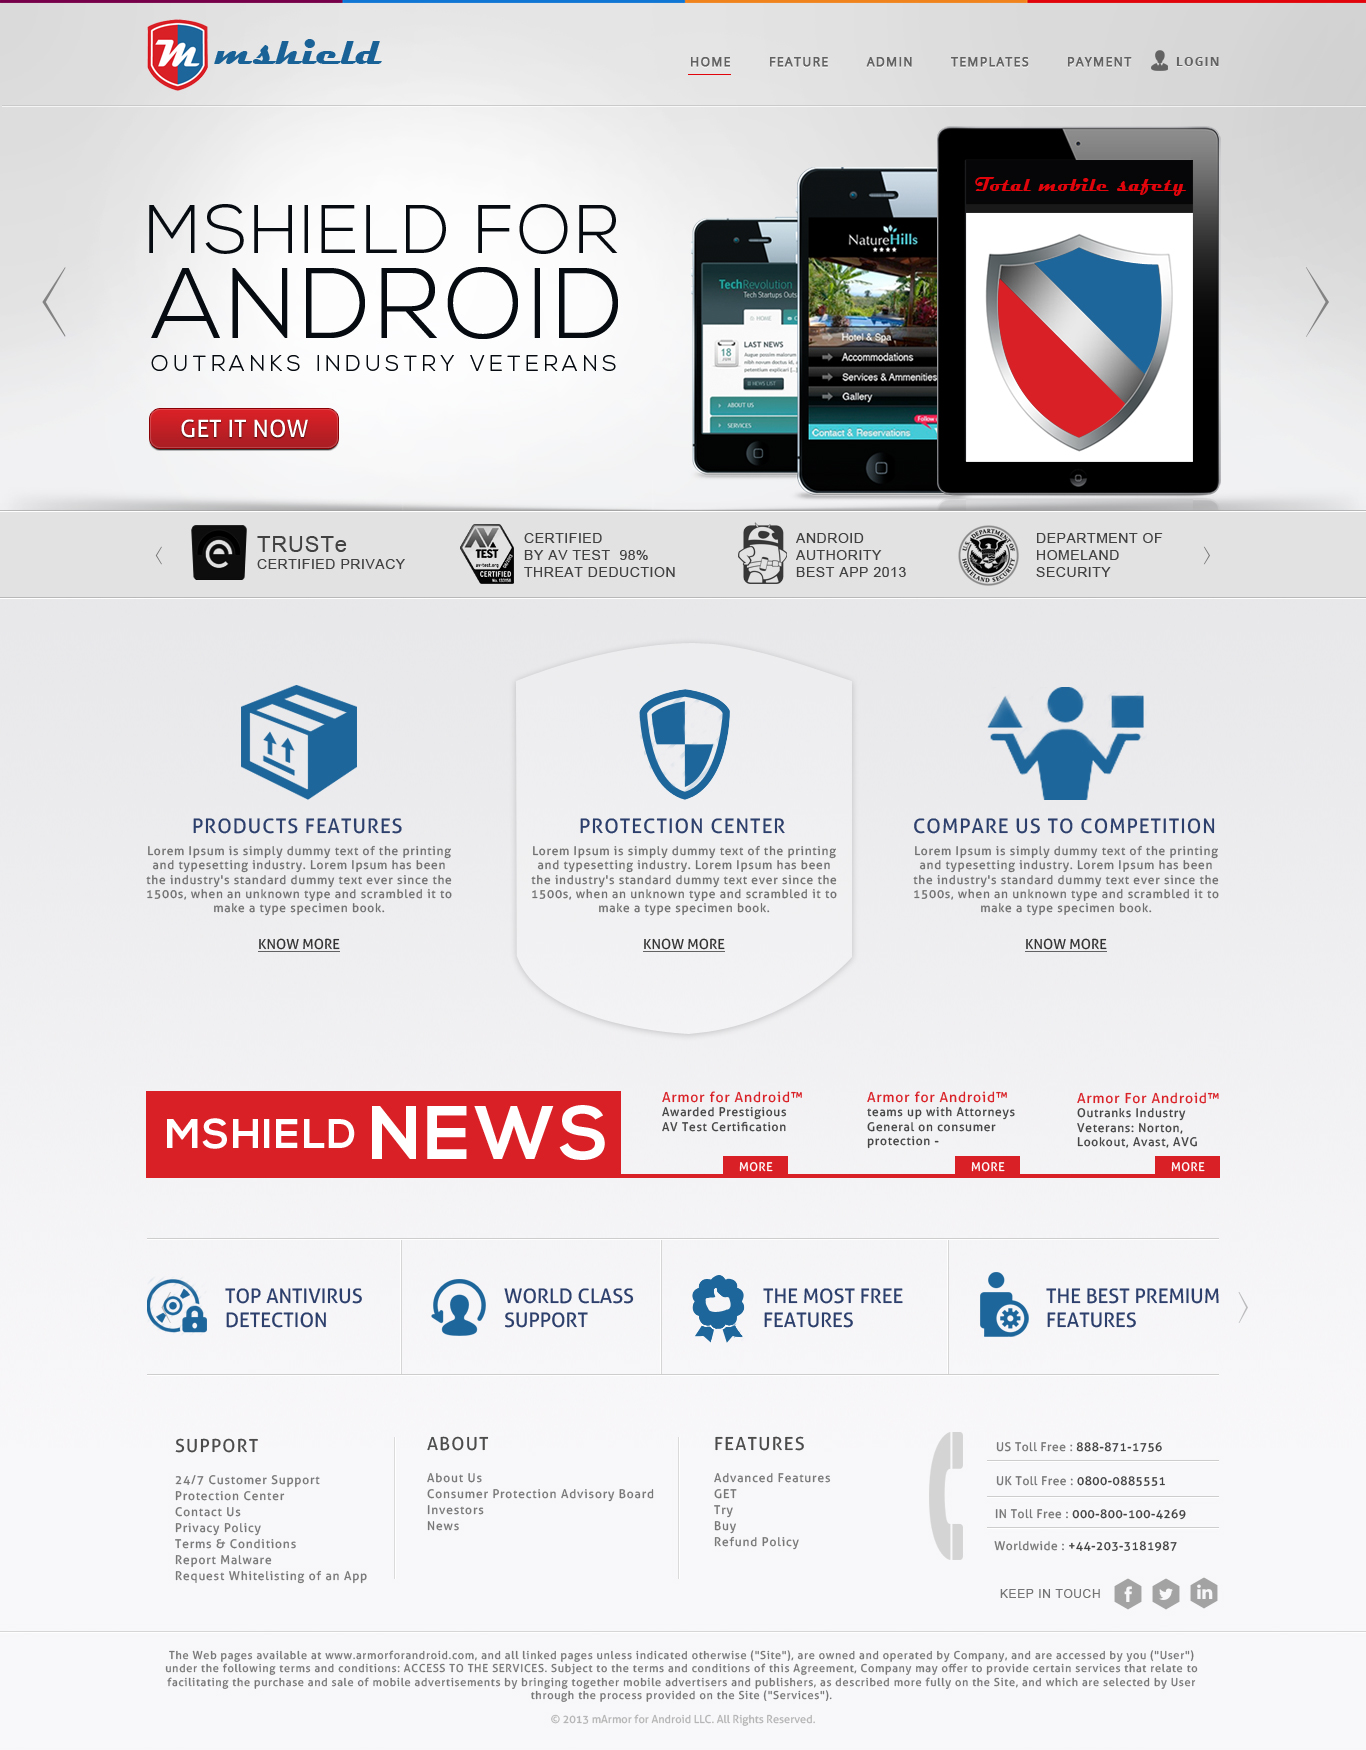 mshield
HOME FEATURE ADMIN TEMPLATES PAYMENT LOGIN
MSHIELD FOR
ANDROID
OUTRANKS INDUSTRY VETERANS
GET IT NOW
TechRevolution
Tech Startups Outs
HOME
18
LAST NEWS
NEWS LIST
ABOUT US
SERVICES
NatureHills
Hotel & Spa
Accommodations
Services & Ammenities
Gallery
Follow
Contact & Reservations
Total mobile safety
TRUSTe
CERTIFIED PRIVACY
AV
TEST
av-test.org
CERTIFIED
CERTIFIED
BY AV TEST 98%
THREAT DEDUCTION
ANDROID
AUTHORITY
BEST APP 2013
U.S. DEPARTMENT OF HOMELAND SECURITY
DEPARTMENT OF
HOMELAND
SECURITY
PRODUCTS FEATURES
Lorem Ipsum is simply dummy text of the printing
and typesetting industry. Lorem Ipsum has been
the industry's standard dummy text ever since the
1500s, when an unknown type and scrambled it to
make a type specimen book.
KNOW MORE
PROTECTION CENTER
Lorem Ipsum is simply dummy text of the printing
and typesetting industry. Lorem Ipsum has been
the industry's standard dummy text ever since the
1500s, when an unknown type and scrambled it to
make a type specimen book.
KNOW MORE
COMPARE US TO COMPETITION
Lorem Ipsum is simply dummy text of the printing
and typesetting industry. Lorem Ipsum has been
the industry's standard dummy text ever since the
1500s, when an unknown type and scrambled it to
make a type specimen book.
KNOW MORE
MSHIELD NEWS
Armor for Android™
Awarded Prestigious
AV Test Certification
MORE
Armor for Android™
teams up with Attorneys
General on consumer
protection -
MORE
Armor For Android™
Outranks Industry
Veterans: Norton,
Lookout, Avast, AVG
MORE
TOP ANTIVIRUS
DETECTION
WORLD CLASS
SUPPORT
THE MOST FREE
FEATURES
THE BEST PREMIUM
FEATURES
SUPPORT
24/7 Customer Support
Protection Center
Contact Us
Privacy Policy
Terms & Conditions
Report Malware
Request Whitelisting of an App
ABOUT
About Us
Consumer Protection Advisory Board
Investors
News
FEATURES
Advanced Features
GET
Try
Buy
Refund Policy
US Toll Free : 888-871-1756
UK Toll Free : 0800-0885551
IN Toll Free : 000-800-100-4269
Worldwide : +44-203-3181987
KEEP IN TOUCH
The Web pages available at www.armorforandroid.com, and all linked pages unless indicated otherwise ("Site"), are owned and operated by Company, and are accessed by you ("User")
under the following terms and conditions: ACCESS TO THE SERVICES. Subject to the terms and conditions of this Agreement, Company may offer to provide certain services that relate to
facilitating the purchase and sale of mobile advertisements by bringing together mobile advertisers and publishers, as described more fully on the Site, and which are selected by User
through the process provided on the Site ("Services").
© 2013 mArmor for Android LLC. All Rights Reserved.